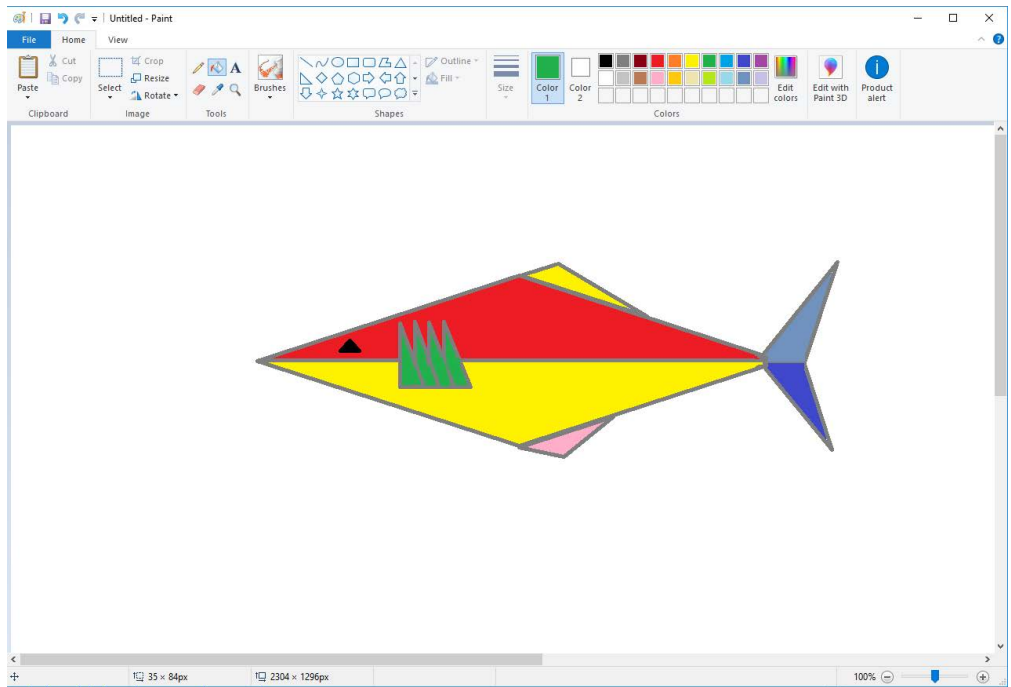 Untitled - Paint
File Home View
Paste
Cut
Copy
Clipboard
Select
Crop
Resize
Rotate
Image
A
Tools
Brushes
Shapes
Outline
Fill
Size
Color 1
Color 2
Edit colors
Colors
Edit with Paint 3D
Product alert
35 × 84px
2304 × 1296px
100%